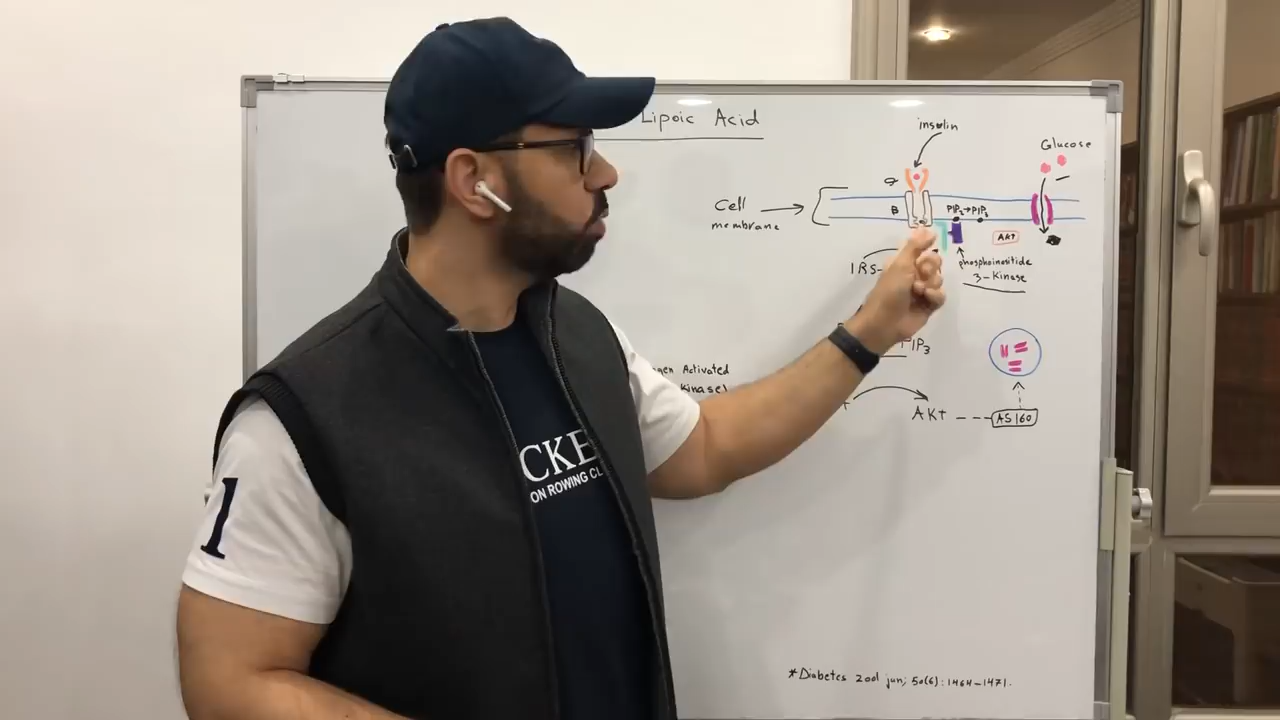 Lipoic Acid
insulin
Glucose
α
Cell
membrane
B
PIP2→PIP3
AKt
IRS-
phosphoinositide
3-Kinase
PIP3
gen Activated
Kinase)
AKt
AS160
CKE
ON ROWING CL
1
*Diabetes 2001 jun; 50(6): 1464-1471.